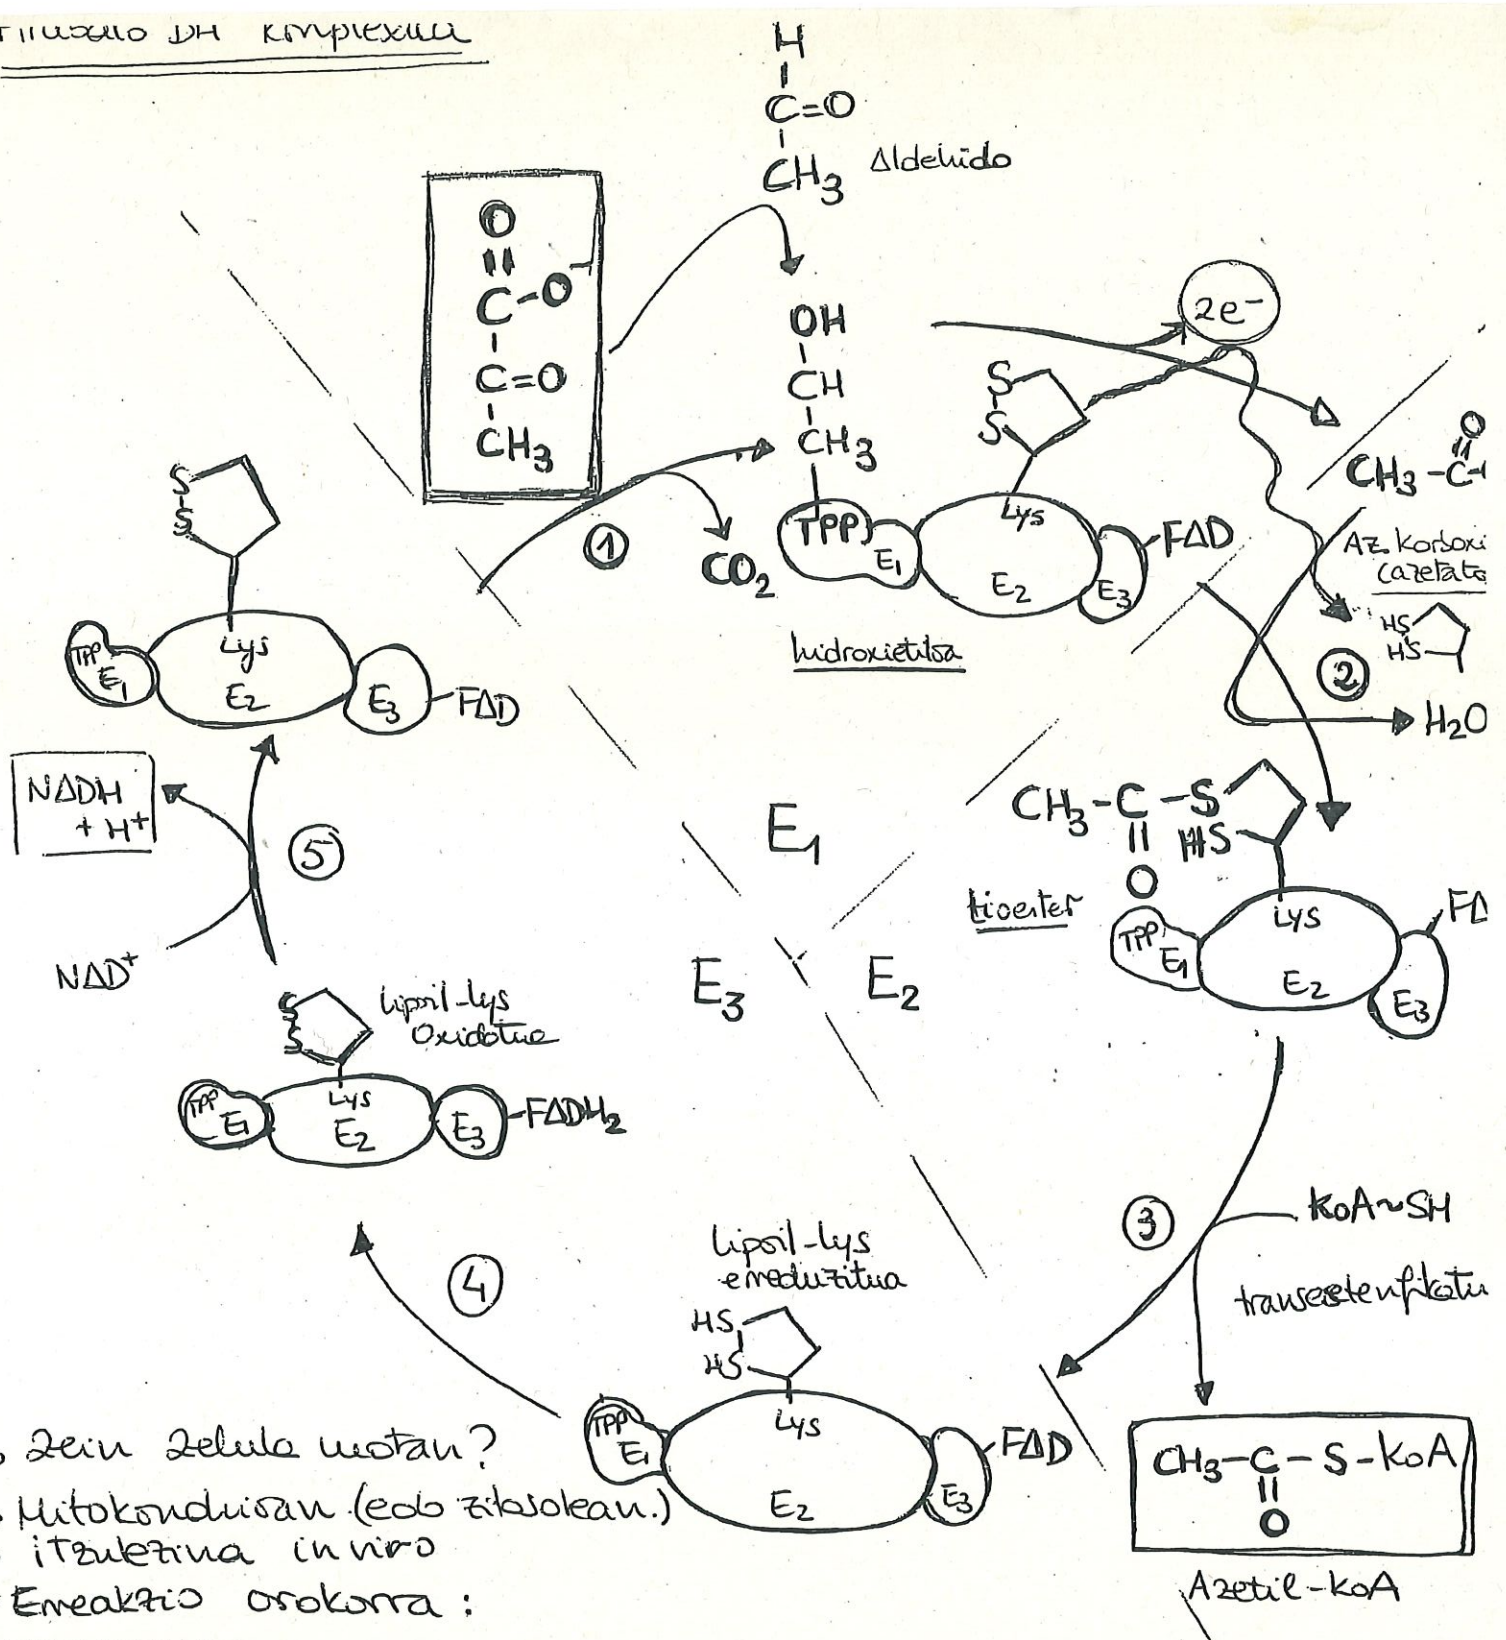 DH Konplexua
H
C=O
CH3 Aldehido
O
C-O-
C=O
CH3
OH
CH
CH3
2e-
S
S
Lys
TPP E1 E2 E3 FAD
hidroxietiloa
1
CO2
CH3-C
O
Az. Karboxi
(azetato
HS
HS
2
H2O
S
S
TPP E1 Lys E2 E3 FAD
NADH
+ H+
5
NAD+
E1
E3 E2
CH3-C-S
O HS
tioester
TPP E1 Lys E2 E3
S
S
Lipoil-Lys
Oxidatua
TPP E1 Lys E2 E3 FADH2
3
KoA~SH
4
Lipoil-Lys
erreduzitua
HS
HS
TPP E1 Lys E2 E3 FAD
CH3-C-S-KoA
O
Azetil-KoA
zein zelula motan?
Mitokondrioan (edo zitosolean.)
itzulezina in vivo
Erreakzio orokorra: